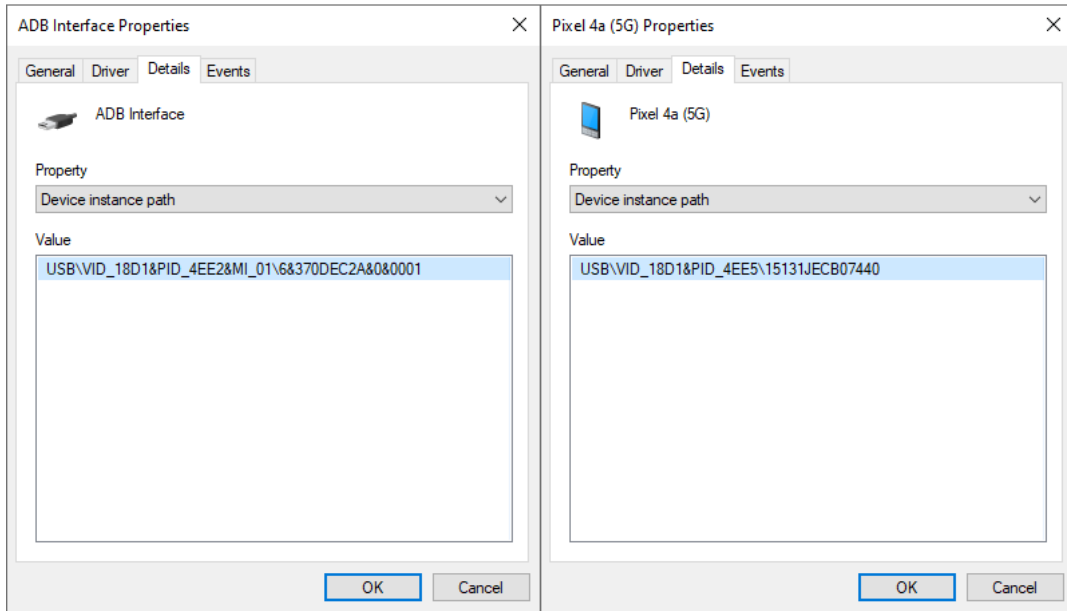 ADB Interface Properties
General Driver Details Events
ADB Interface
Property
Device instance path
Value
USB\VID_18D1&PID_4EE2&MI_01\6&370DEC2A&0&0001
OK Cancel
Pixel 4a (5G) Properties
General Driver Details Events
Pixel 4a (5G)
Property
Device instance path
Value
USB\VID_18D1&PID_4EE5\15131JECB07440
OK Cancel